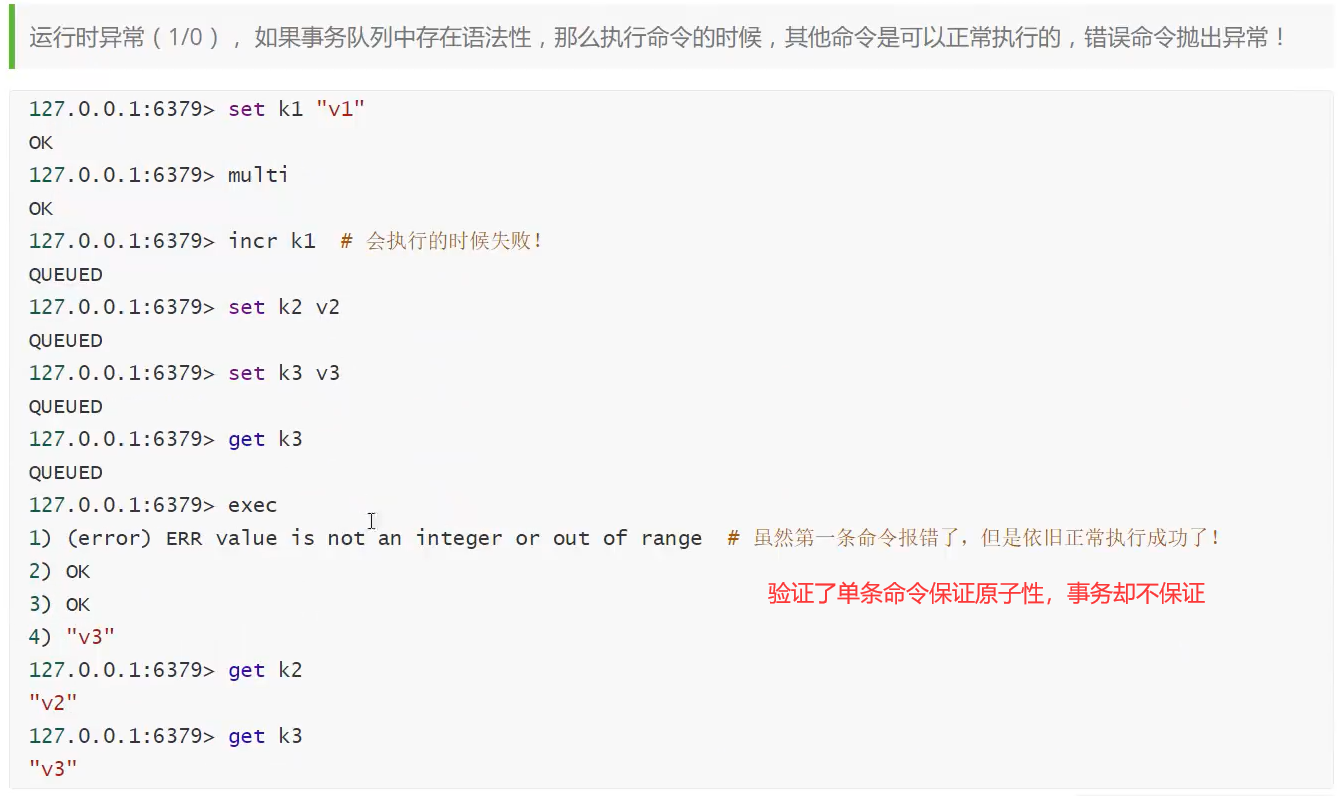 运行时异常（1/0），如果事务队列中存在语法性，那么执行命令的时候，其他命令是可以正常执行的，错误命令抛出异常！
127.0.0.1:6379> set k1 "v1"
OK
127.0.0.1:6379> multi
OK
127.0.0.1:6379> incr k1  # 会执行的时候失败！
QUEUED
127.0.0.1:6379> set k2 v2
QUEUED
127.0.0.1:6379> set k3 v3
QUEUED
127.0.0.1:6379> get k3
QUEUED
127.0.0.1:6379> exec
1) (error) ERR value is not an integer or out of range  # 虽然第一条命令报错了，但是依旧正常执行成功了！
2) OK
验证了单条命令保证原子性，事务却不保证
3) OK
4) "v3"
127.0.0.1:6379> get k2
"v2"
127.0.0.1:6379> get k3
"v3"